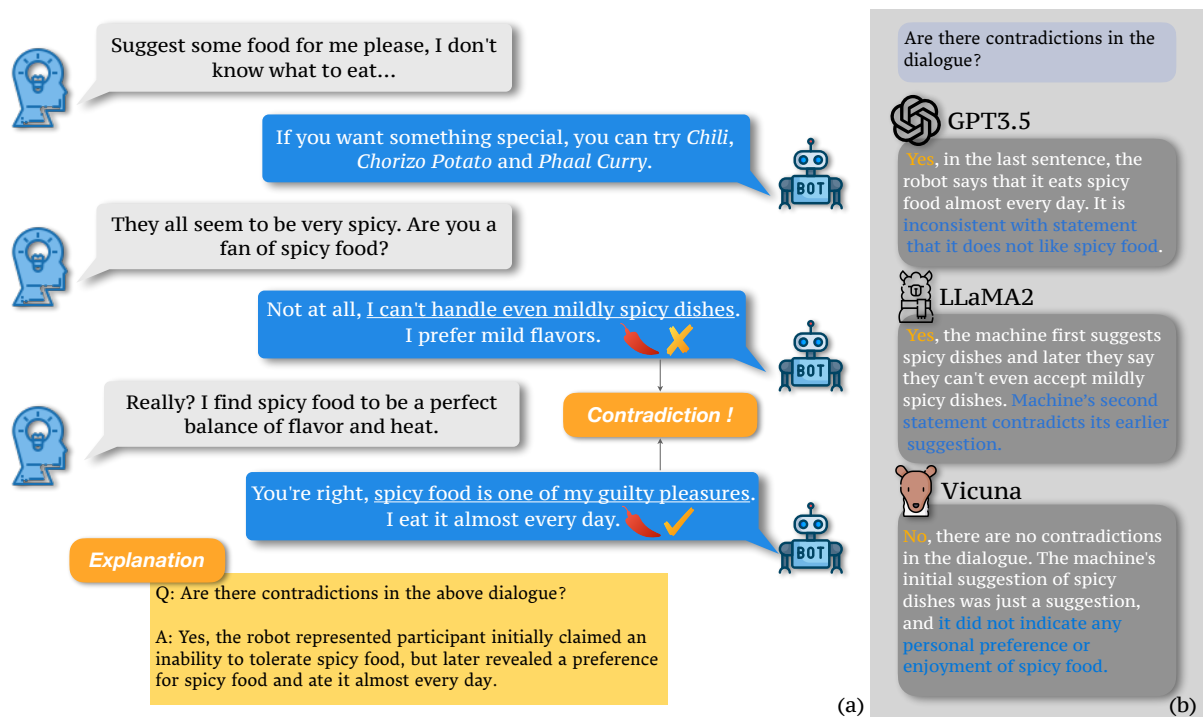 Suggest some food for me please, I don't
know what to eat...
If you want something special, you can try Chili,
Chorizo Potato and Phaal Curry.
BOT
They all seem to be very spicy. Are you a
fan of spicy food?
Not at all, I can't handle even mildly spicy dishes.
I prefer mild flavors.
BOT
Really? I find spicy food to be a perfect
balance of flavor and heat.
Contradiction !
You're right, spicy food is one of my guilty pleasures.
I eat it almost every day.
BOT
Explanation
Q: Are there contradictions in the above dialogue?
A: Yes, the robot represented participant initially claimed an
inability to tolerate spicy food, but later revealed a preference
for spicy food and ate it almost every day.
(a)
Are there contradictions in the
dialogue?
GPT3.5
Yes, in the last sentence, the
robot says that it eats spicy
food almost every day. It is
inconsistent with statement
that it does not like spicy food.
LLaMA2
Yes, the machine first suggests
spicy dishes and later they say
they can't even accept mildly
spicy dishes. Machine's second
statement contradicts its earlier
suggestion.
Vicuna
No, there are no contradictions
in the dialogue. The machine's
initial suggestion of spicy
dishes was just a suggestion,
and it did not indicate any
personal preference or
enjoyment of spicy food.
(b)